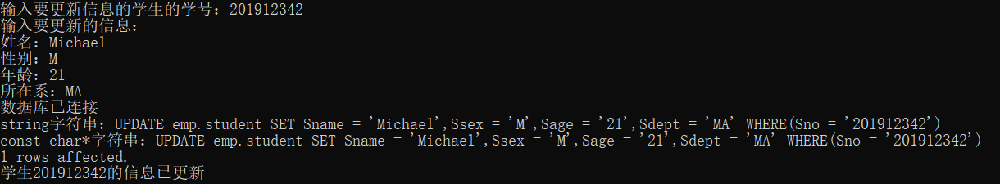 输入要更新信息的学生的学号：201912342
输入要更新的信息：
姓名：Michael
性别：M
年龄：21
所在系：MA
数据库已连接
string字符串：UPDATE emp.student SET Sname = 'Michael',Ssex = 'M',Sage = '21',Sdept = 'MA' WHERE(Sno = '201912342')
const char*字符串：UPDATE emp.student SET Sname = 'Michael',Ssex = 'M',Sage = '21',Sdept = 'MA' WHERE(Sno = '201912342')
1 rows affected.
学生201912342的信息已更新